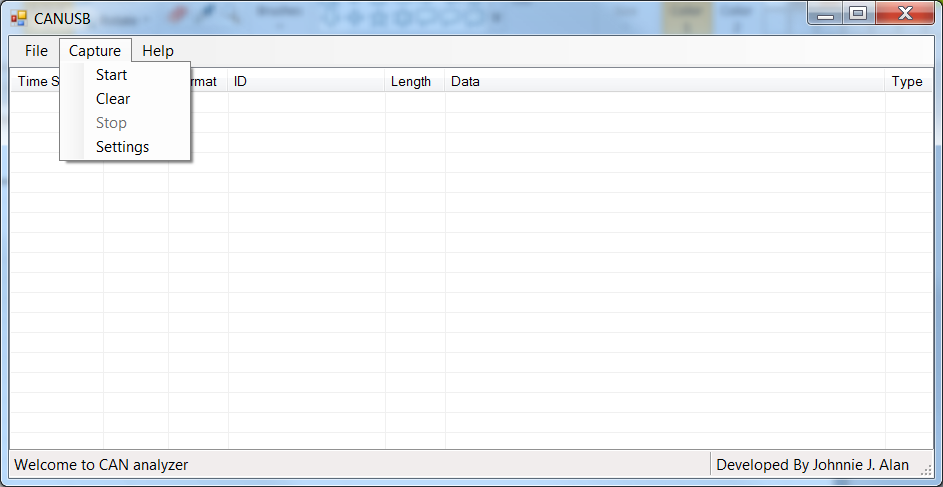 CANUSB
File Capture Help
Time S rmat ID Length Data Type
Start
Clear
Stop
Settings
Welcome to CAN analyzer Developed By Johnnie J. Alan